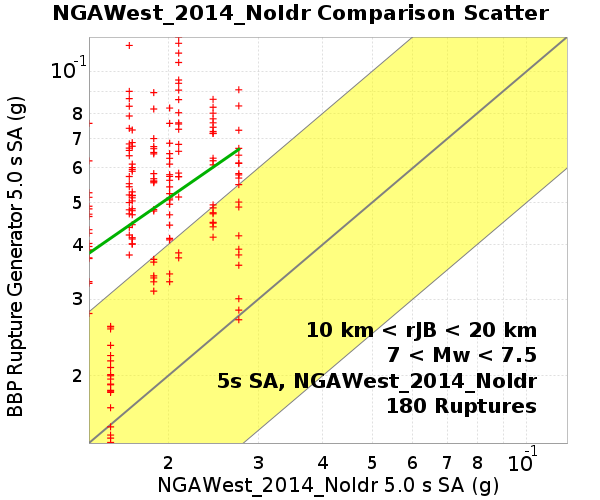 NGAWest_2014_NoIdr Comparison Scatter
BBP Rupture Generator 5.0 s SA (g)
10⁻¹
8
7
6
5
4
3
2
10 km < rJB < 20 km
7 < Mw < 7.5
5s SA, NGAWest_2014_NoIdr
180 Ruptures
2 3 4 5 6 7 8 10⁻¹
NGAWest_2014_NoIdr 5.0 s SA (g)